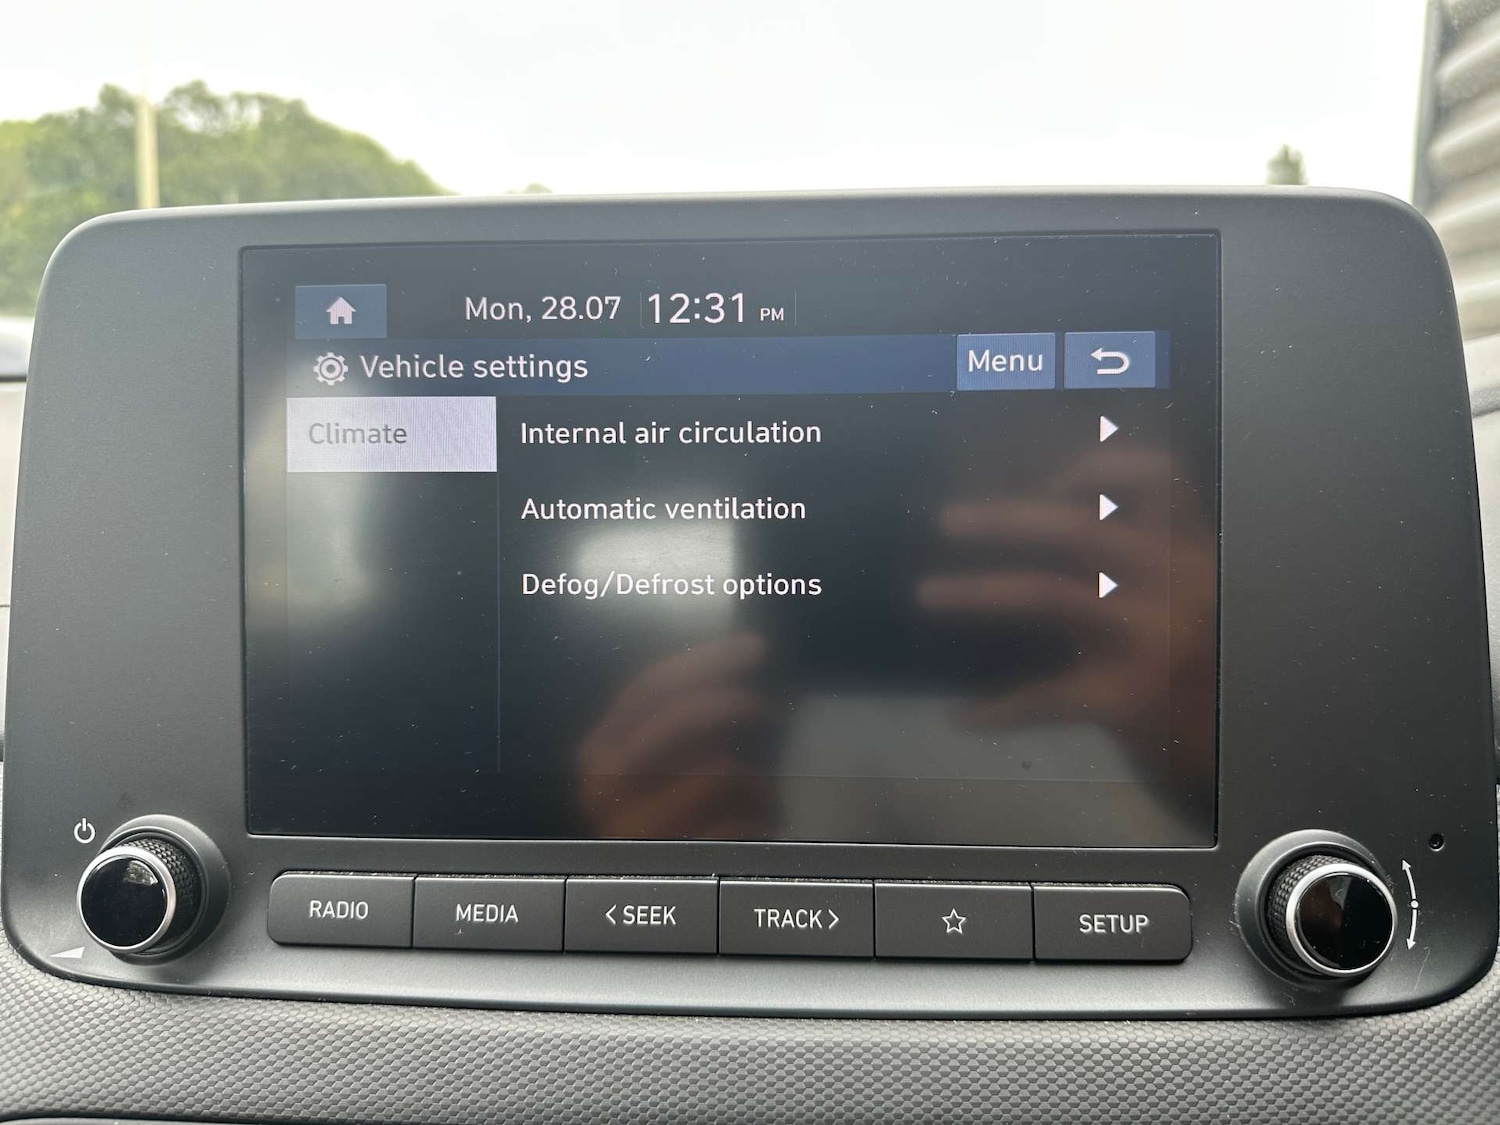 Mon, 28.07 12:31 PM
Vehicle settings Menu
Climate
Internal air circulation
Automatic ventilation
Defog/Defrost options
RADIO MEDIA < SEEK TRACK > SETUP